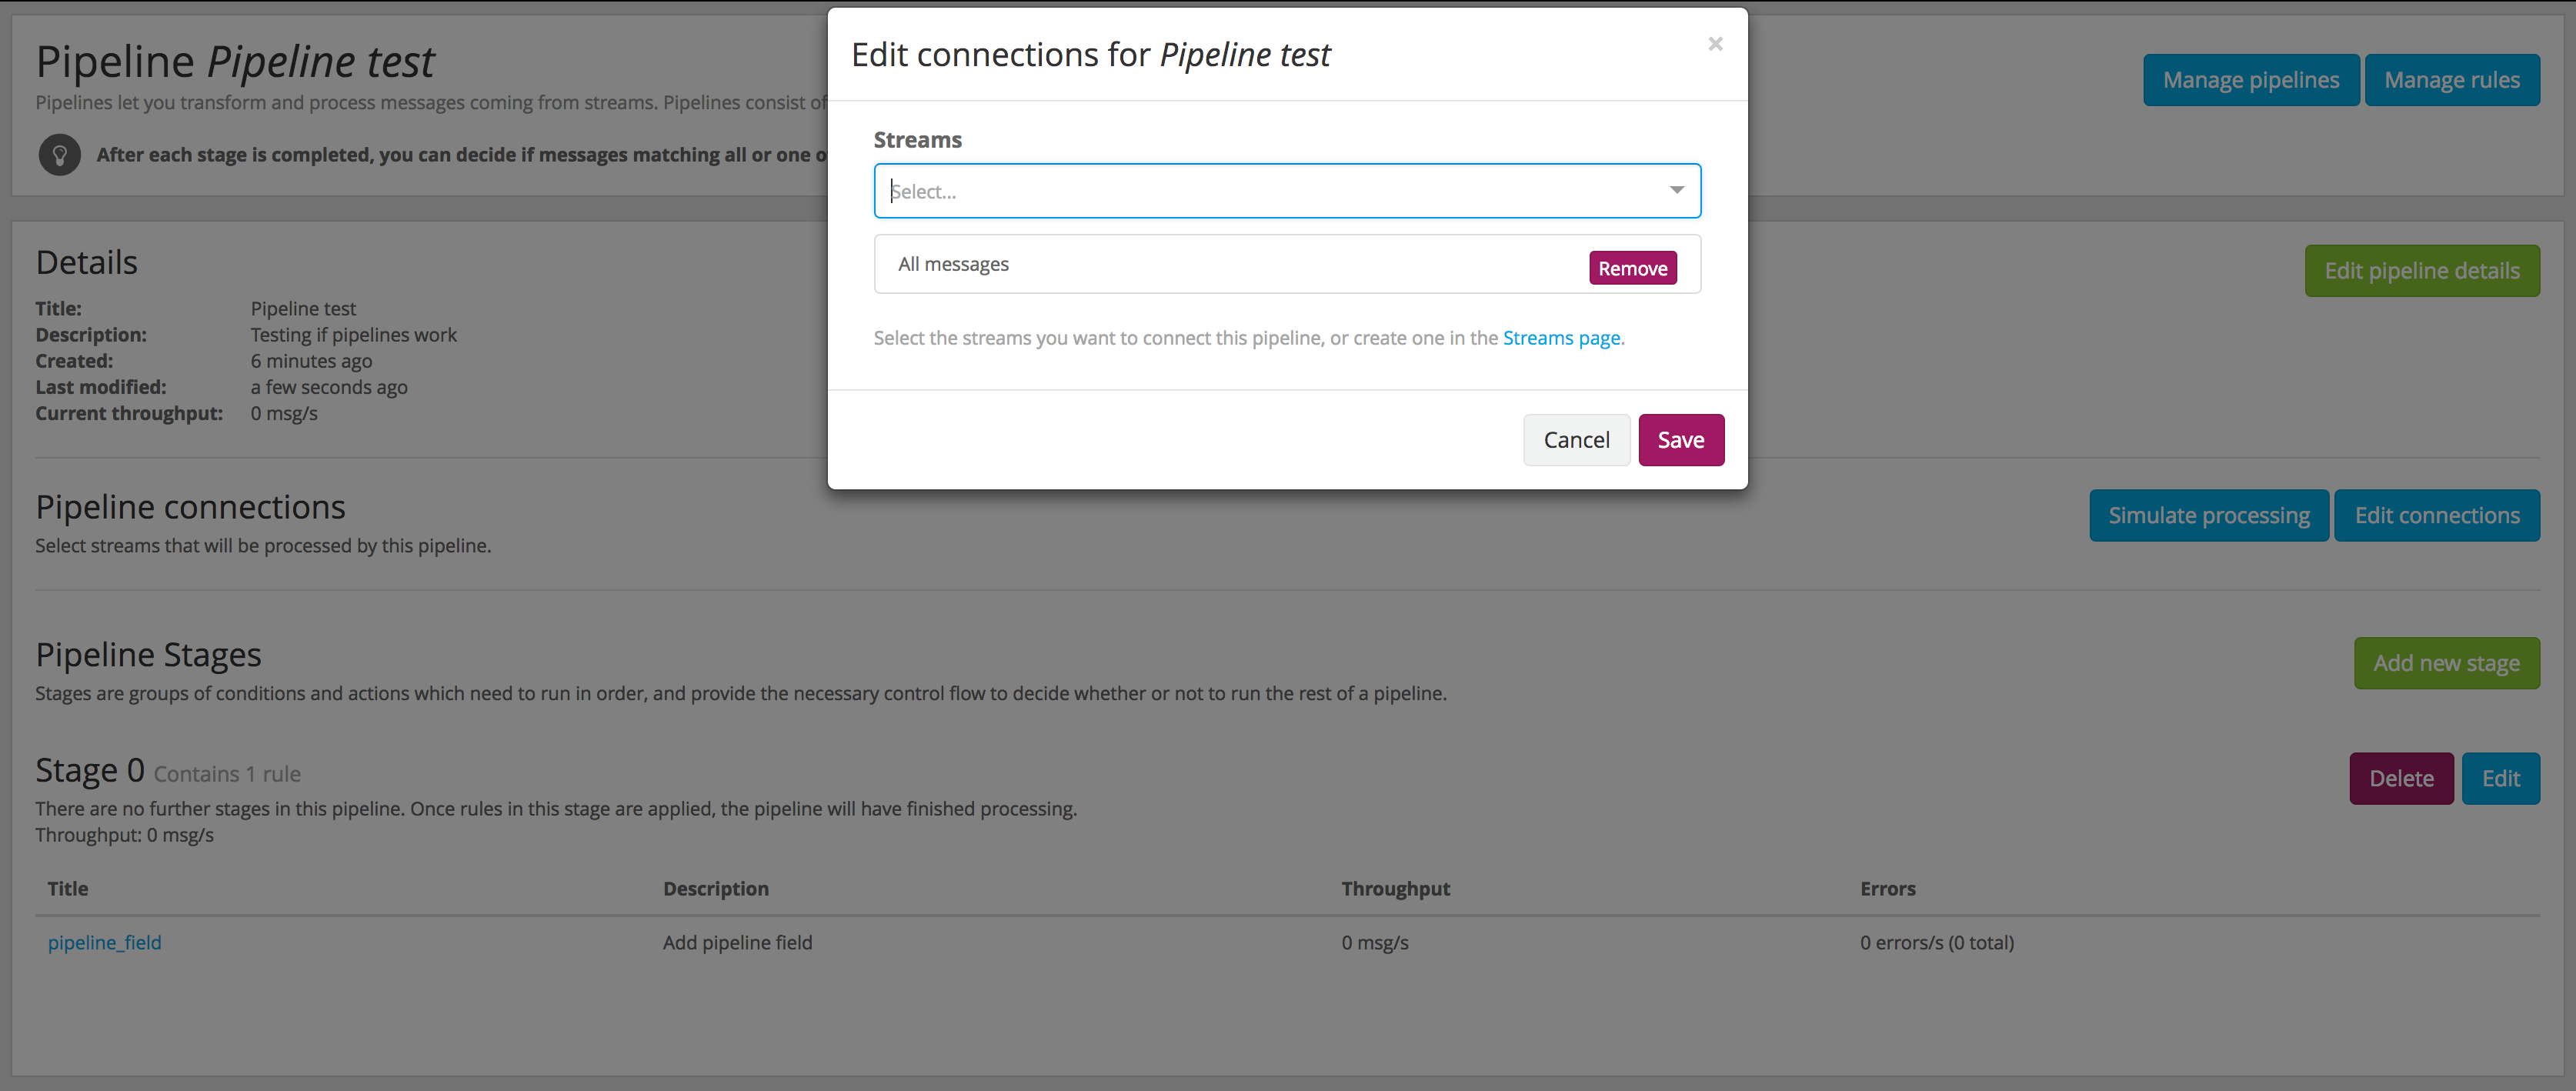 Pipeline Pipeline test
Pipelines let you transform and process messages coming from streams. Pipelines consist of
After each stage is completed, you can decide if messages matching all or one o
Manage pipelines
Manage rules
Edit connections for Pipeline test
×
Streams
Select...
All messages
Remove
Select the streams you want to connect this pipeline, or create one in the Streams page.
Cancel
Save
Details
Edit pipeline details
Title: Pipeline test
Description: Testing if pipelines work
Created: 6 minutes ago
Last modified: a few seconds ago
Current throughput: 0 msg/s
Pipeline connections
Select streams that will be processed by this pipeline.
Simulate processing
Edit connections
Pipeline Stages
Stages are groups of conditions and actions which need to run in order, and provide the necessary control flow to decide whether or not to run the rest of a pipeline.
Add new stage
Stage 0 Contains 1 rule
There are no further stages in this pipeline. Once rules in this stage are applied, the pipeline will have finished processing.
Throughput: 0 msg/s
Delete
Edit
Title Description Throughput Errors
pipeline_field Add pipeline field 0 msg/s 0 errors/s (0 total)